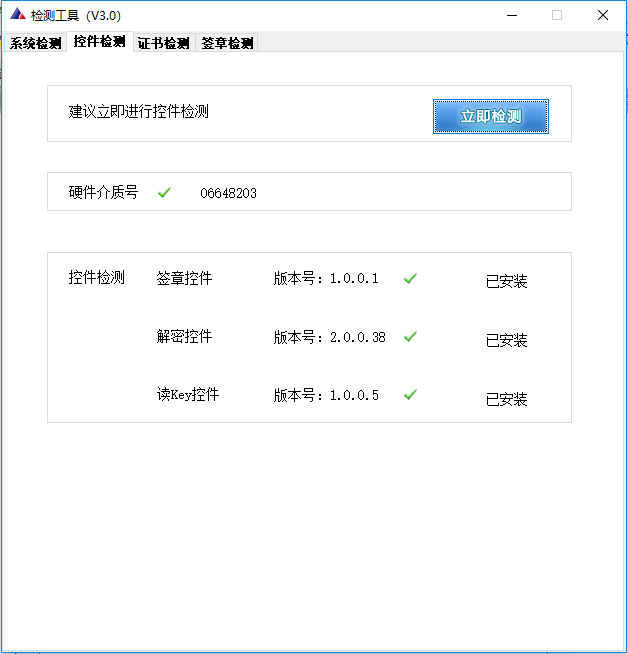 检测工具（V3.0）
系统检测 控件检测 证书检测 签章检测
建议立即进行控件检测 立即检测
硬件介质号 06648203
控件检测 签章控件 版本号：1.0.0.1 已安装
解密控件 版本号：2.0.0.38 已安装
读Key控件 版本号：1.0.0.5 已安装